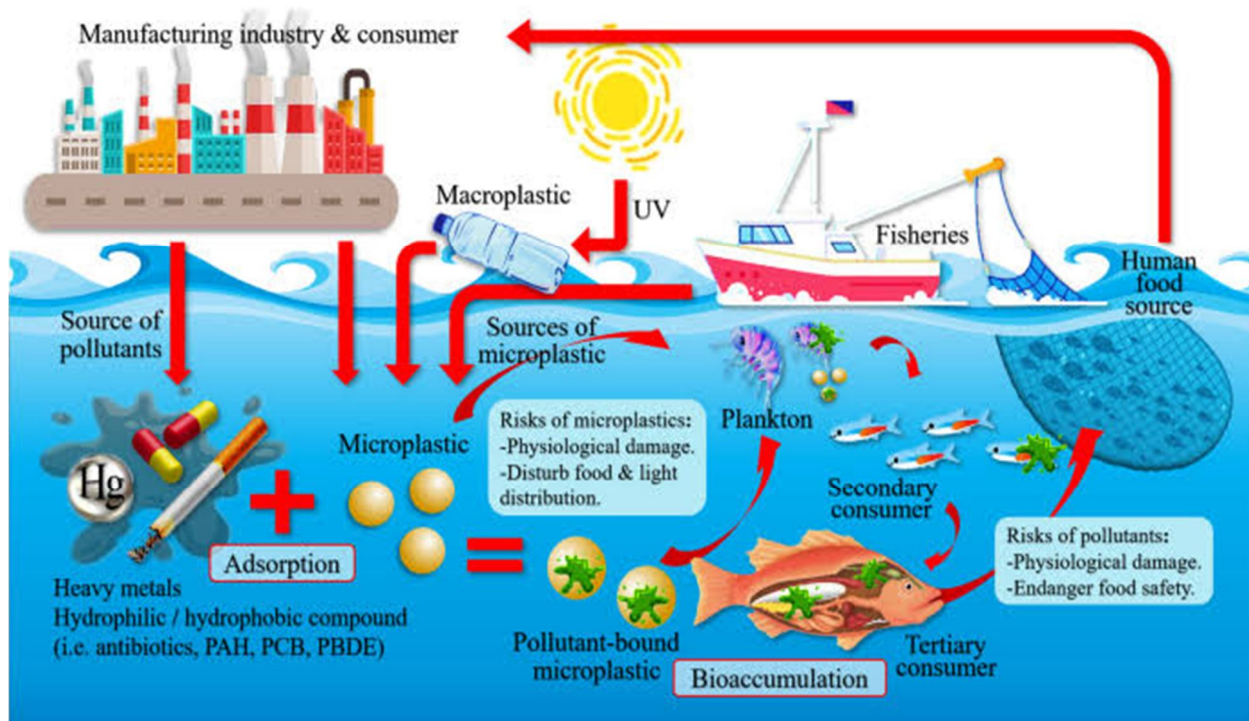 Manufacturing industry & consumer
Macroplastic
UV
Fisheries
Human
food
source
Source of
pollutants
Sources of
microplastic
Hg
Microplastic
Risks of microplastics:
-Physiological damage.
-Disturb food & light
distribution.
Plankton
Secondary
consumer
Adsorption
Heavy metals
Hydrophilic / hydrophobic compound
(i.e. antibiotics, PAH, PCB, PBDE)
Pollutant-bound
microplastic
Bioaccumulation
Tertiary
consumer
Risks of pollutants:
-Physiological damage.
-Endanger food safety.